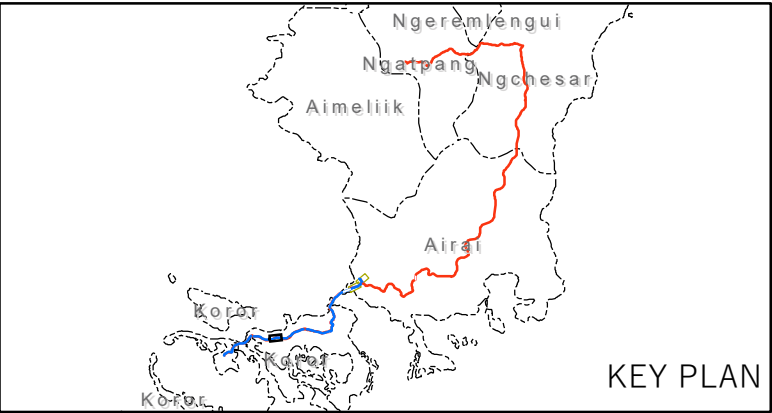 Ngeremlengui
Ngatpang
Ngchesar
Aimeliik
Airai
Koror
Koror
Koror
KEY PLAN